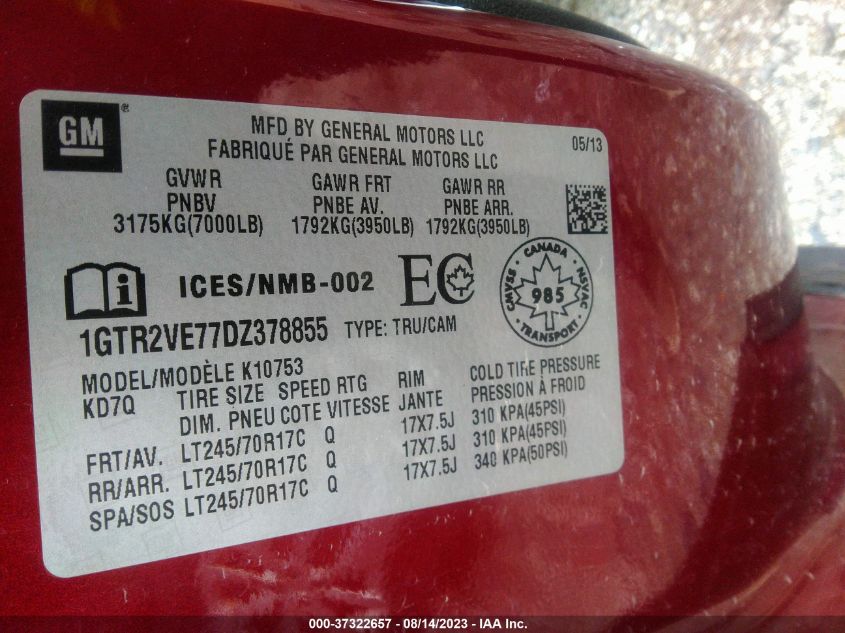 GM®
MFD BY GENERAL MOTORS LLC
FABRIQUÉ PAR GENERAL MOTORS LLC
05/13
GVWR
PNBV
3175KG(7000LB)
GAWR FRT
PNBE AV.
1792KG(3950LB)
GAWR RR
PNBE ARR.
1792KG(3950LB)
ICES/NMB-002
EC
CANADA
CMVSS
NSVAC
985
TRANSPORT
1GTR2VE77DZ378855 TYPE: TRU/CAM
MODEL/MODÈLE K10753
KD7Q
TIRE SIZE SPEED RTG RIM COLD TIRE PRESSURE
DIM. PNEU COTE VITESSE JANTE PRESSION À FROID
FRT/AV. LT245/70R17C Q 17X7.5J 310 KPA(45PSI)
RR/ARR. LT245/70R17C Q 17X7.5J 310 KPA(45PSI)
SPA/SOS LT245/70R17C Q 17X7.5J 340 KPA(50PSI)
000-37322657 - 08/14/2023 - IAA Inc.